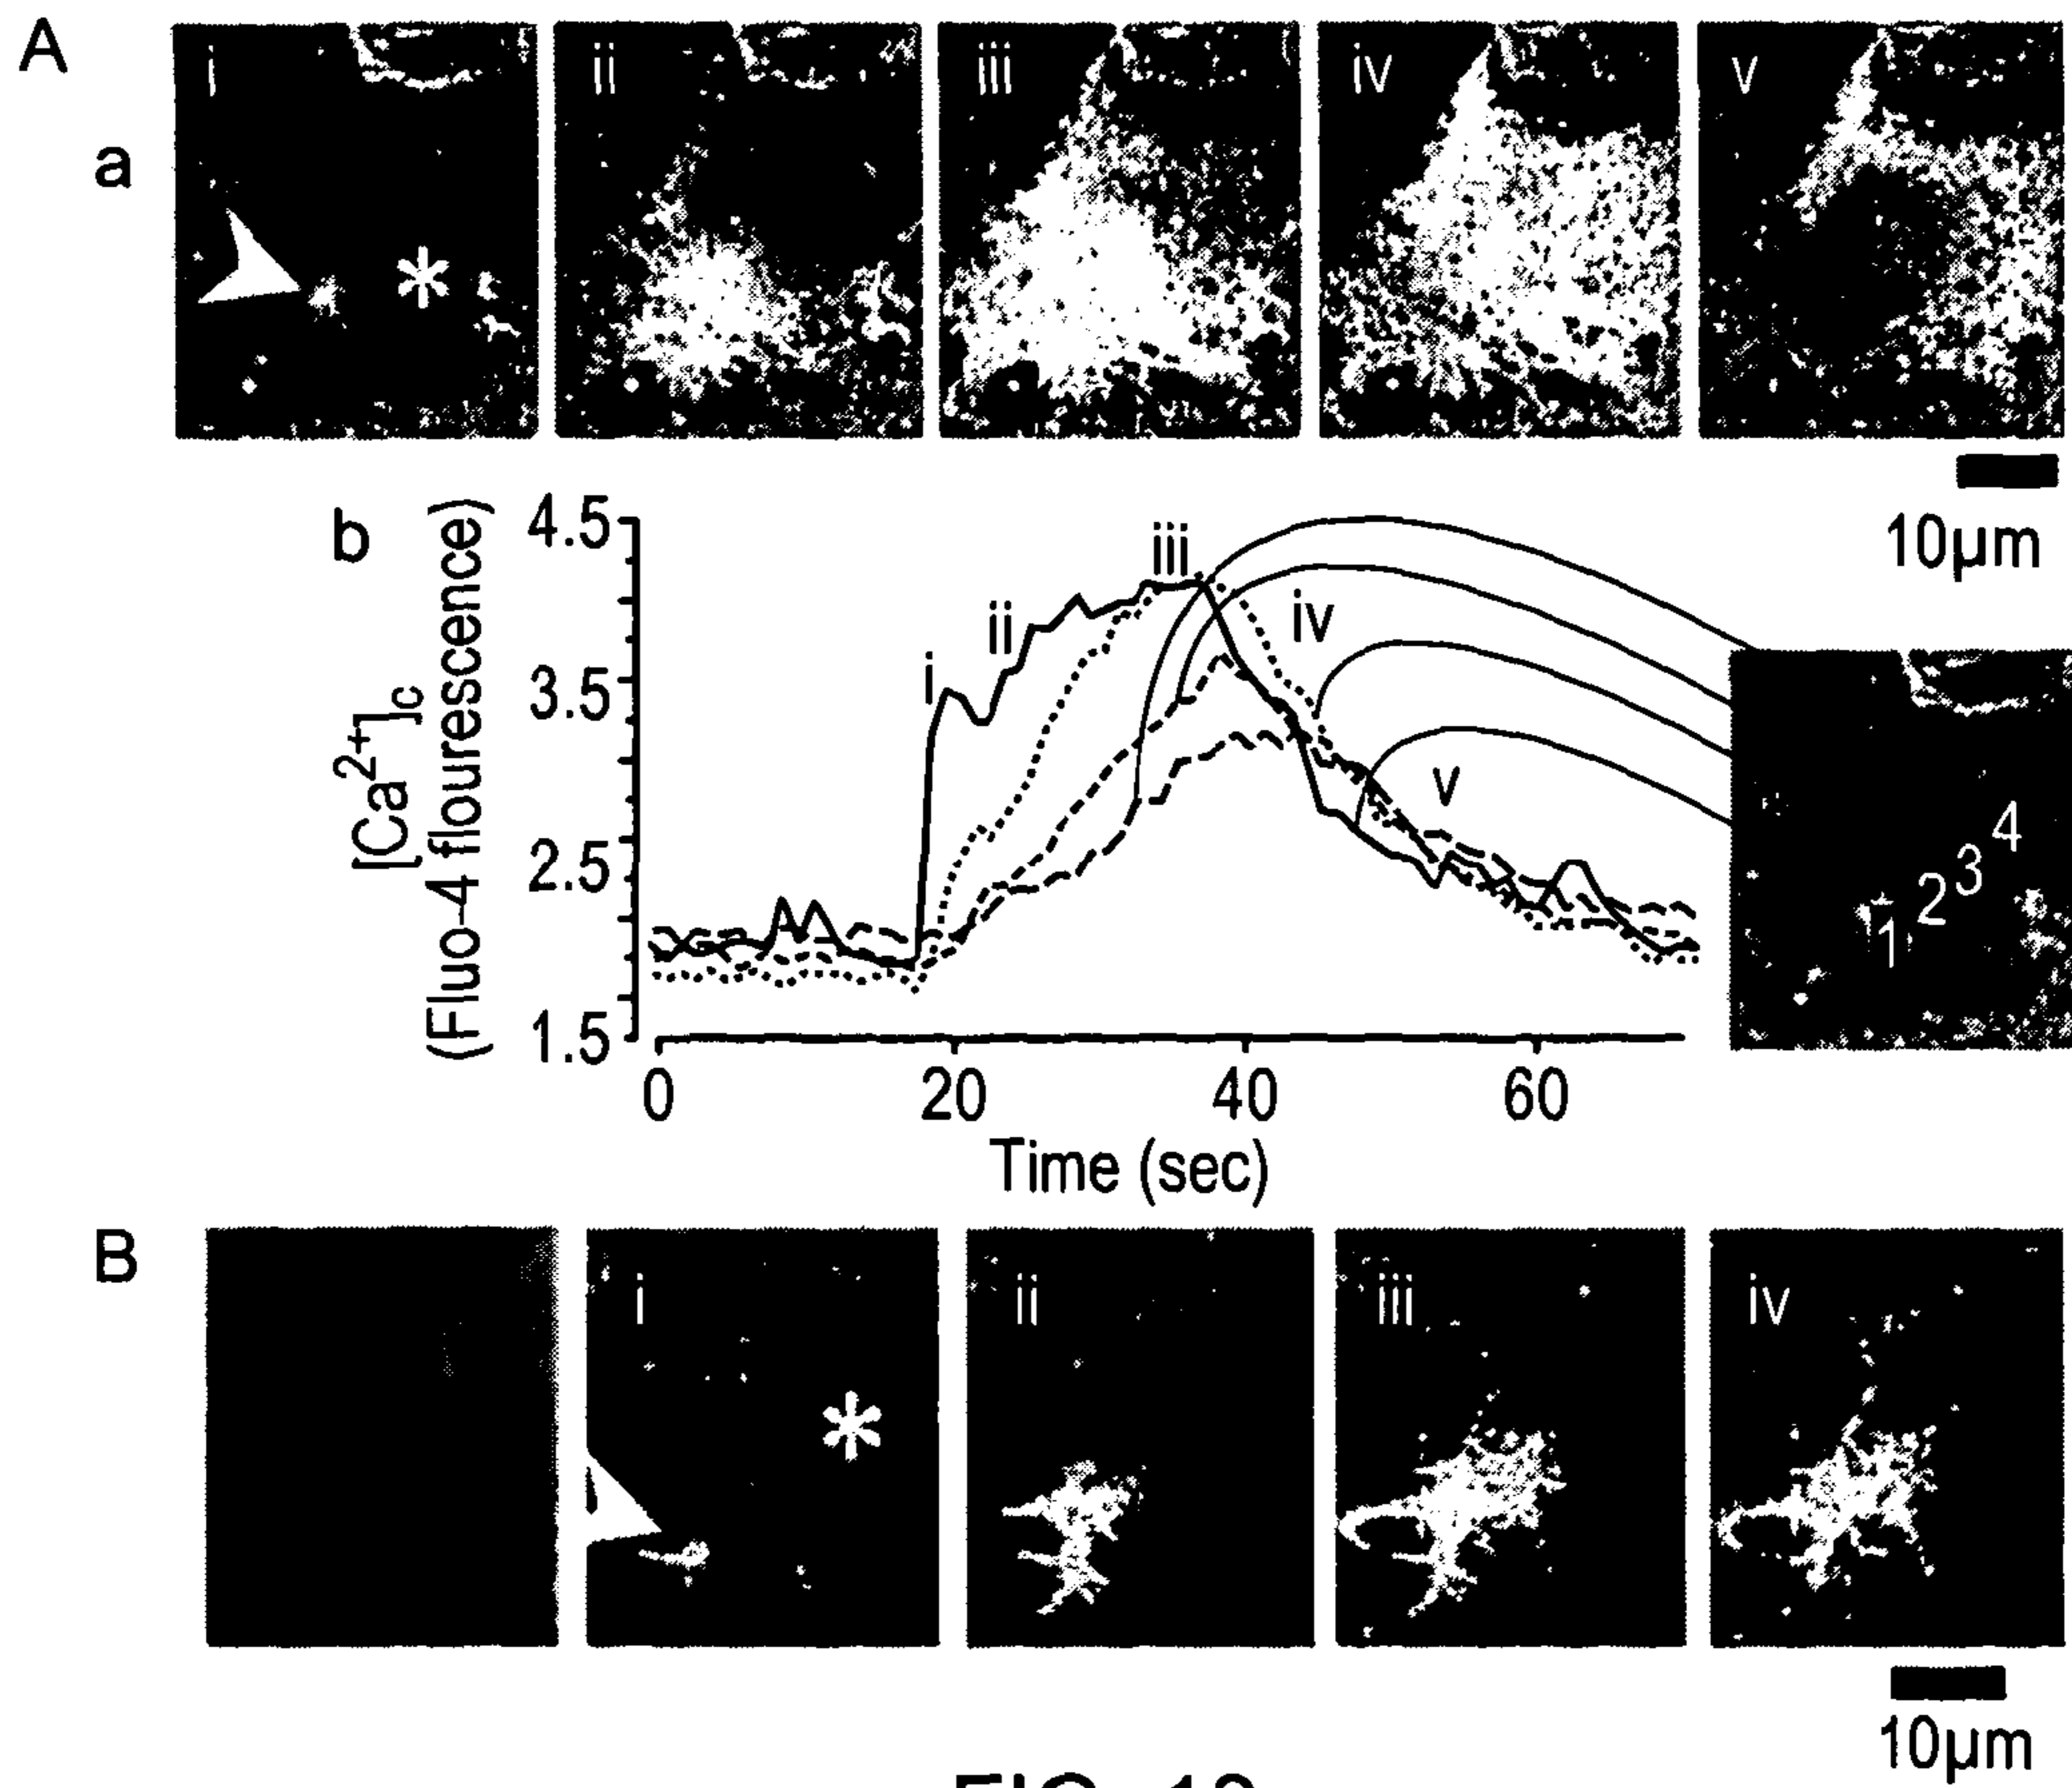 A
i ii iii iv v
a
10µm
b
[Ca2+]c
(Fluo-4 flourescence)
4.5
3.5
2.5
1.5
i ii iii iv v
0 20 40 60
Time (sec)
1 2 3 4
B
i ii iii iv
10µm